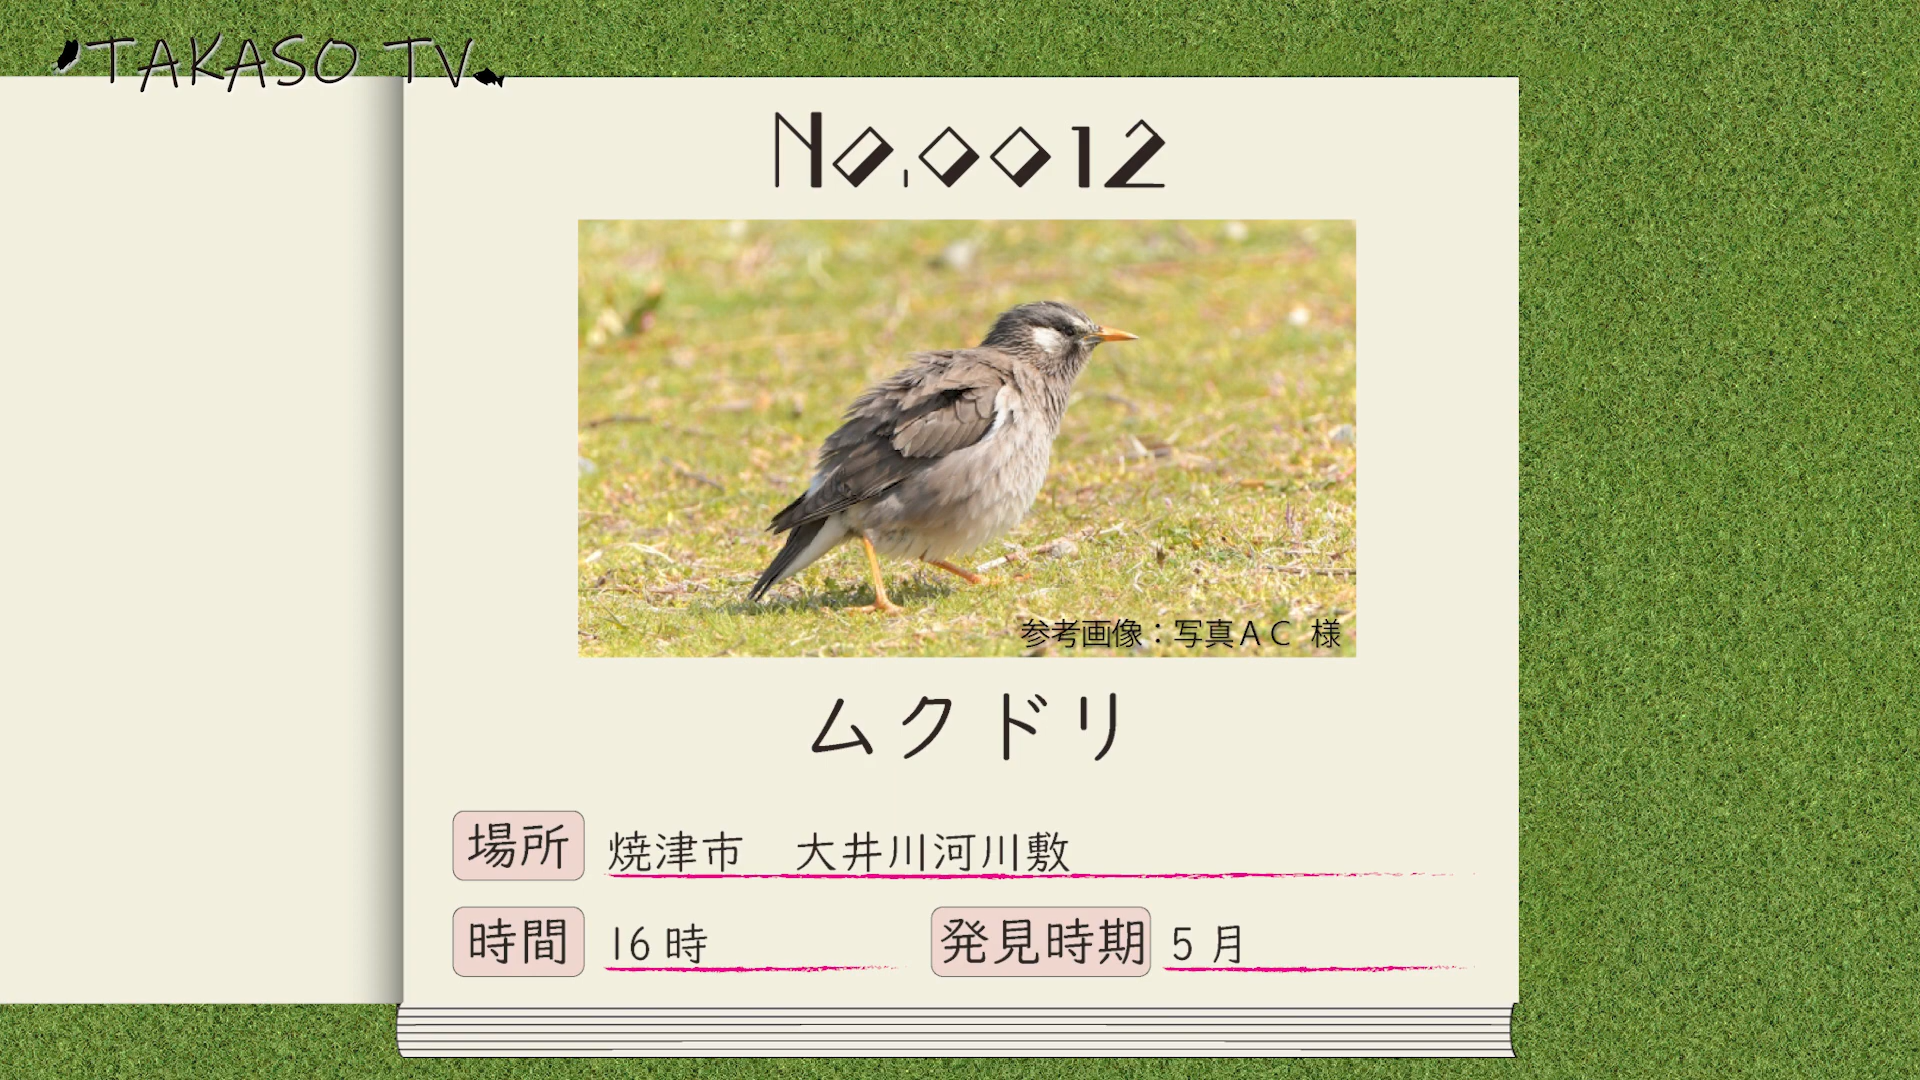 TAKASO TV
No.0012
参考画像：写真ＡＣ 様
ムクドリ
場所 焼津市　大井川河川敷
時間 16時 発見時期 5月